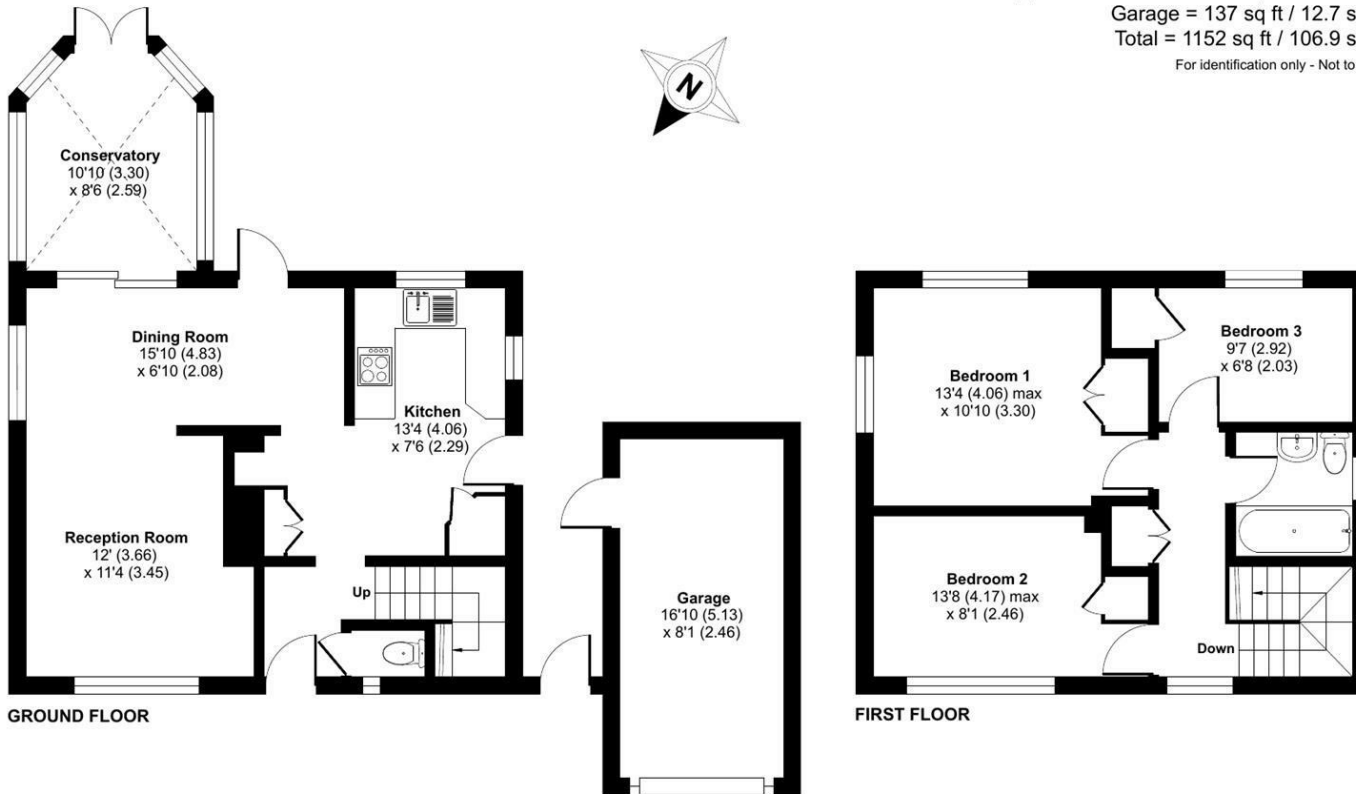 Garage = 137 sq ft / 12.7 s
Total = 1152 sq ft / 106.9 s
For identification only - Not to
N
Conservatory
10'10 (3.30)
x 8'6 (2.59)
Dining Room
15'10 (4.83)
x 6'10 (2.08)
Kitchen
13'4 (4.06)
x 7'6 (2.29)
Reception Room
12' (3.66)
x 11'4 (3.45)
Up
Garage
16'10 (5.13)
x 8'1 (2.46)
GROUND FLOOR
Bedroom 1
13'4 (4.06) max
x 10'10 (3.30)
Bedroom 3
9'7 (2.92)
x 6'8 (2.03)
Bedroom 2
13'8 (4.17) max
x 8'1 (2.46)
Down
FIRST FLOOR